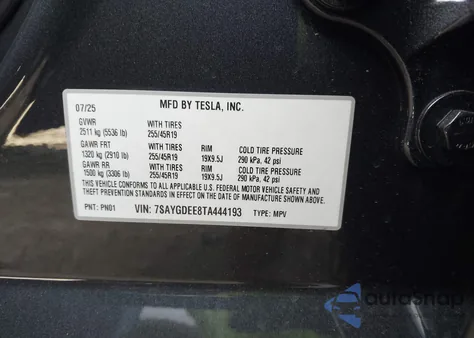 07/25 MFD BY TESLA, INC.
GVWR WITH TIRES
2511 kg (5536 lb) 255/45R19
GAWR FRT WITH TIRES RIM COLD TIRE PRESSURE
1320 kg (2910 lb) 255/45R19 19X9.5J 290 kPa, 42 psi
GAWR RR WITH TIRES RIM COLD TIRE PRESSURE
1500 kg (3306 lb) 255/45R19 19X9.5J 290 kPa, 42 psi
THIS VEHICLE CONFORMS TO ALL APPLICABLE U.S. FEDERAL MOTOR VEHICLE SAFETY
AND THEFT PREVENTION STANDARDS IN EFFECT ON THE DATE OF MANUFACTURE SHOWN ABOVE.
PNT: PN01 VIN: 7SAYGDEE8TA444193 TYPE: MPV
autosnap